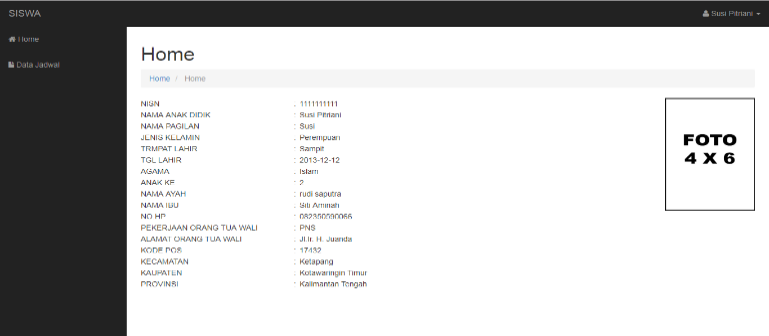 SISWA
Susi Pitriani
Home
Data Jadwal
Home
Home / Home
NISN : 1111111111
NAMA ANAK DIDIK : Susi Pitriani
NAMA PAGILAN : Susi
JENIS KELAMIN : Perempuan
TRMPAT LAHIR : Sampit
TGL LAHIR : 2013-12-12
AGAMA : Islam
ANAK KE : 2
NAMA AYAH : rudi saputra
NAMA IBU : Siti Aminah
NO HP : 082350590066
PEKERJAAN ORANG TUA WALI : PNS
ALAMAT ORANG TUA WALI : Jl.Ir. H. Juanda
KODE POS : 17432
KECAMATAN : Ketapang
KAUPATEN : Kotawaringin Timur
PROVINSI : Kalimantan Tengah
FOTO
4 X 6